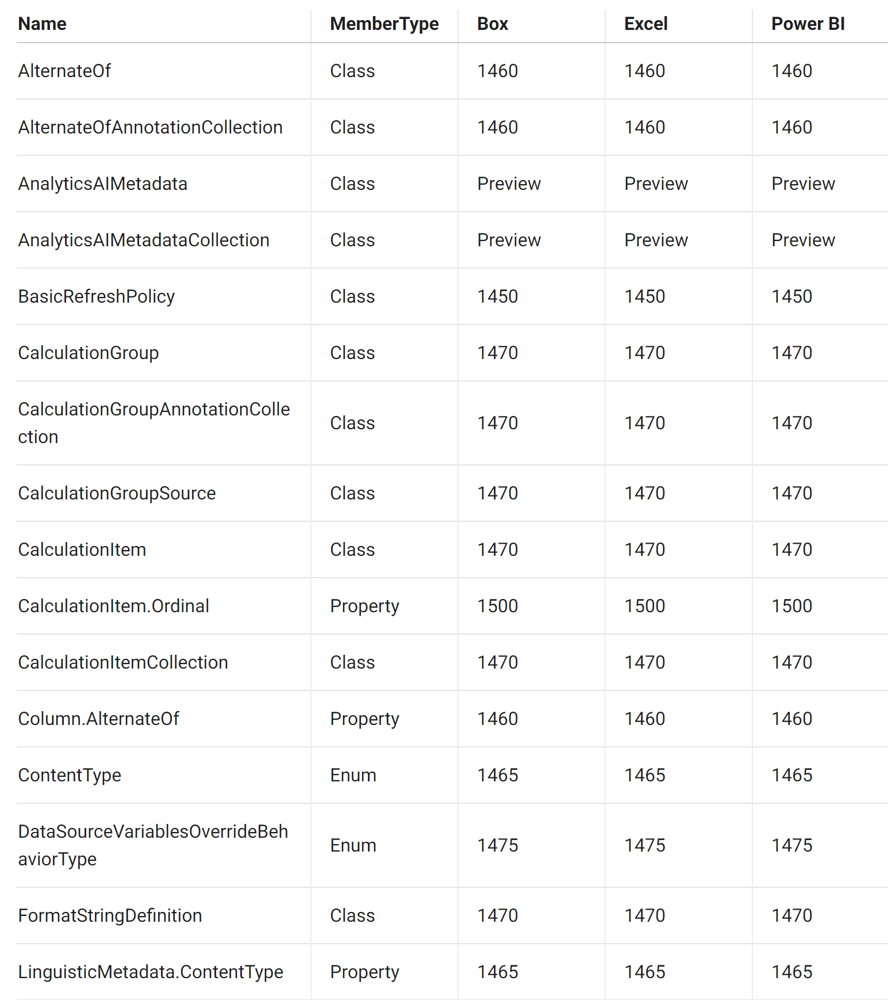 Name MemberType Box Excel Power BI
AlternateOf Class 1460 1460 1460
AlternateOfAnnotationCollection Class 1460 1460 1460
AnalyticsAIMetadata Class Preview Preview Preview
AnalyticsAIMetadataCollection Class Preview Preview Preview
BasicRefreshPolicy Class 1450 1450 1450
CalculationGroup Class 1470 1470 1470
CalculationGroupAnnotationColle
ction Class 1470 1470 1470
CalculationGroupSource Class 1470 1470 1470
CalculationItem Class 1470 1470 1470
CalculationItem.Ordinal Property 1500 1500 1500
CalculationItemCollection Class 1470 1470 1470
Column.AlternateOf Property 1460 1460 1460
ContentType Enum 1465 1465 1465
DataSourceVariablesOverrideBeh
aviorType Enum 1475 1475 1475
FormatStringDefinition Class 1470 1470 1470
LinguisticMetadata.ContentType Property 1465 1465 1465